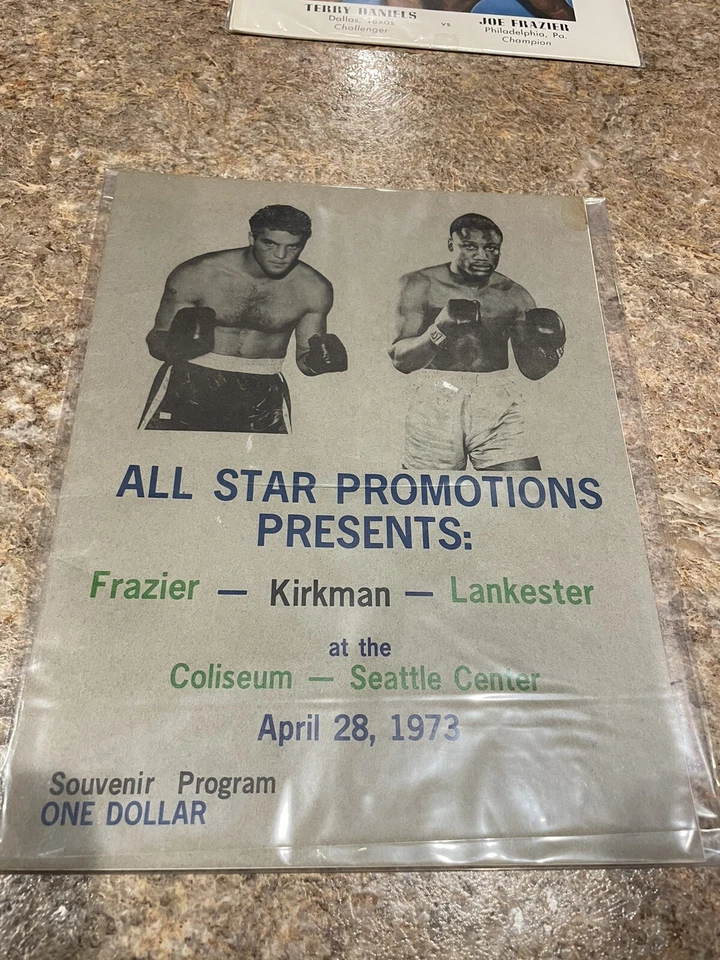 TERRY DANIELS
Dallas, Texas
Challenger
vs
JOE FRAZIER
Philadelphia, Pa.
Champion
ALL STAR PROMOTIONS
PRESENTS:
Frazier — Kirkman — Lankester
at the
Coliseum — Seattle Center
April 28, 1973
Souvenir Program
ONE DOLLAR